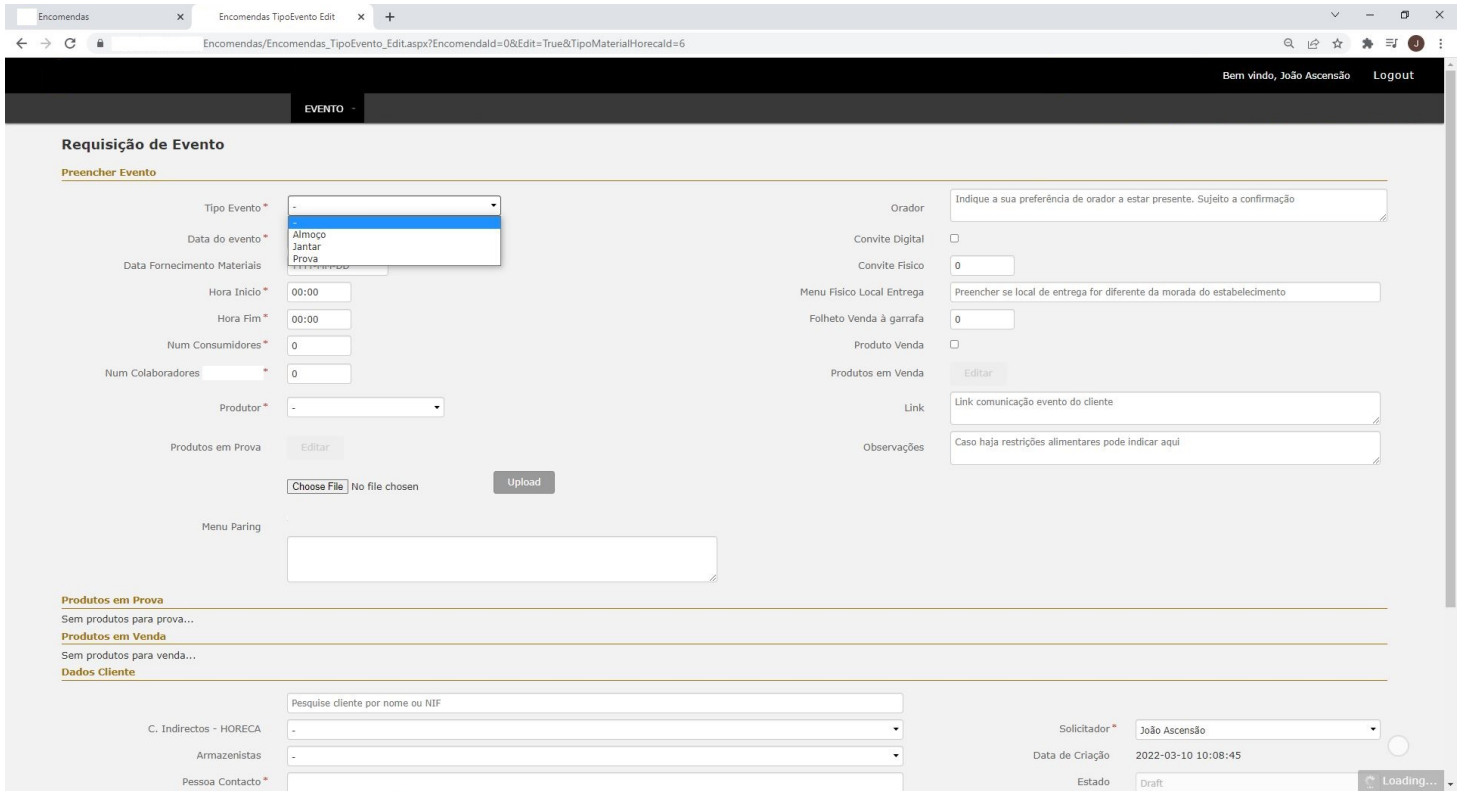 Encomendas
Encomendas TipoEvento Edit
Encomendas/Encomendas_TipoEvento_Edit.aspx?EncomendaId=0&Edit=True&TipoMaterialHorecaId=6
J
Bem vindo, João Ascensão Logout
EVENTO
Requisição de Evento
Preencher Evento
Tipo Evento * -
-
Almoço
Jantar
Prova
Data do evento *
Data Fornecimento Materiais
Hora Inicio * 00:00
Hora Fim * 00:00
Num Consumidores * 0
Num Colaboradores * 0
Produtor * -
Produtos em Prova Editar
Choose File No file chosen Upload
Menu Paring
Orador Indique a sua preferência de orador a estar presente. Sujeito a confirmação
Convite Digital
Convite Fisico 0
Menu Fisico Local Entrega Preencher se local de entrega for diferente da morada do estabelecimento
Folheto Venda à garrafa 0
Produto Venda
Produtos em Venda Editar
Link Link comunicação evento do cliente
Observações Caso haja restrições alimentares pode indicar aqui
Produtos em Prova
Sem produtos para prova...
Produtos em Venda
Sem produtos para venda...
Dados Cliente
Pesquise cliente por nome ou NIF
C. Indirectos - HORECA -
Armazenistas -
Pessoa Contacto *
Solicitador * João Ascensão
Data de Criação 2022-03-10 10:08:45
Estado Draft
Loading...